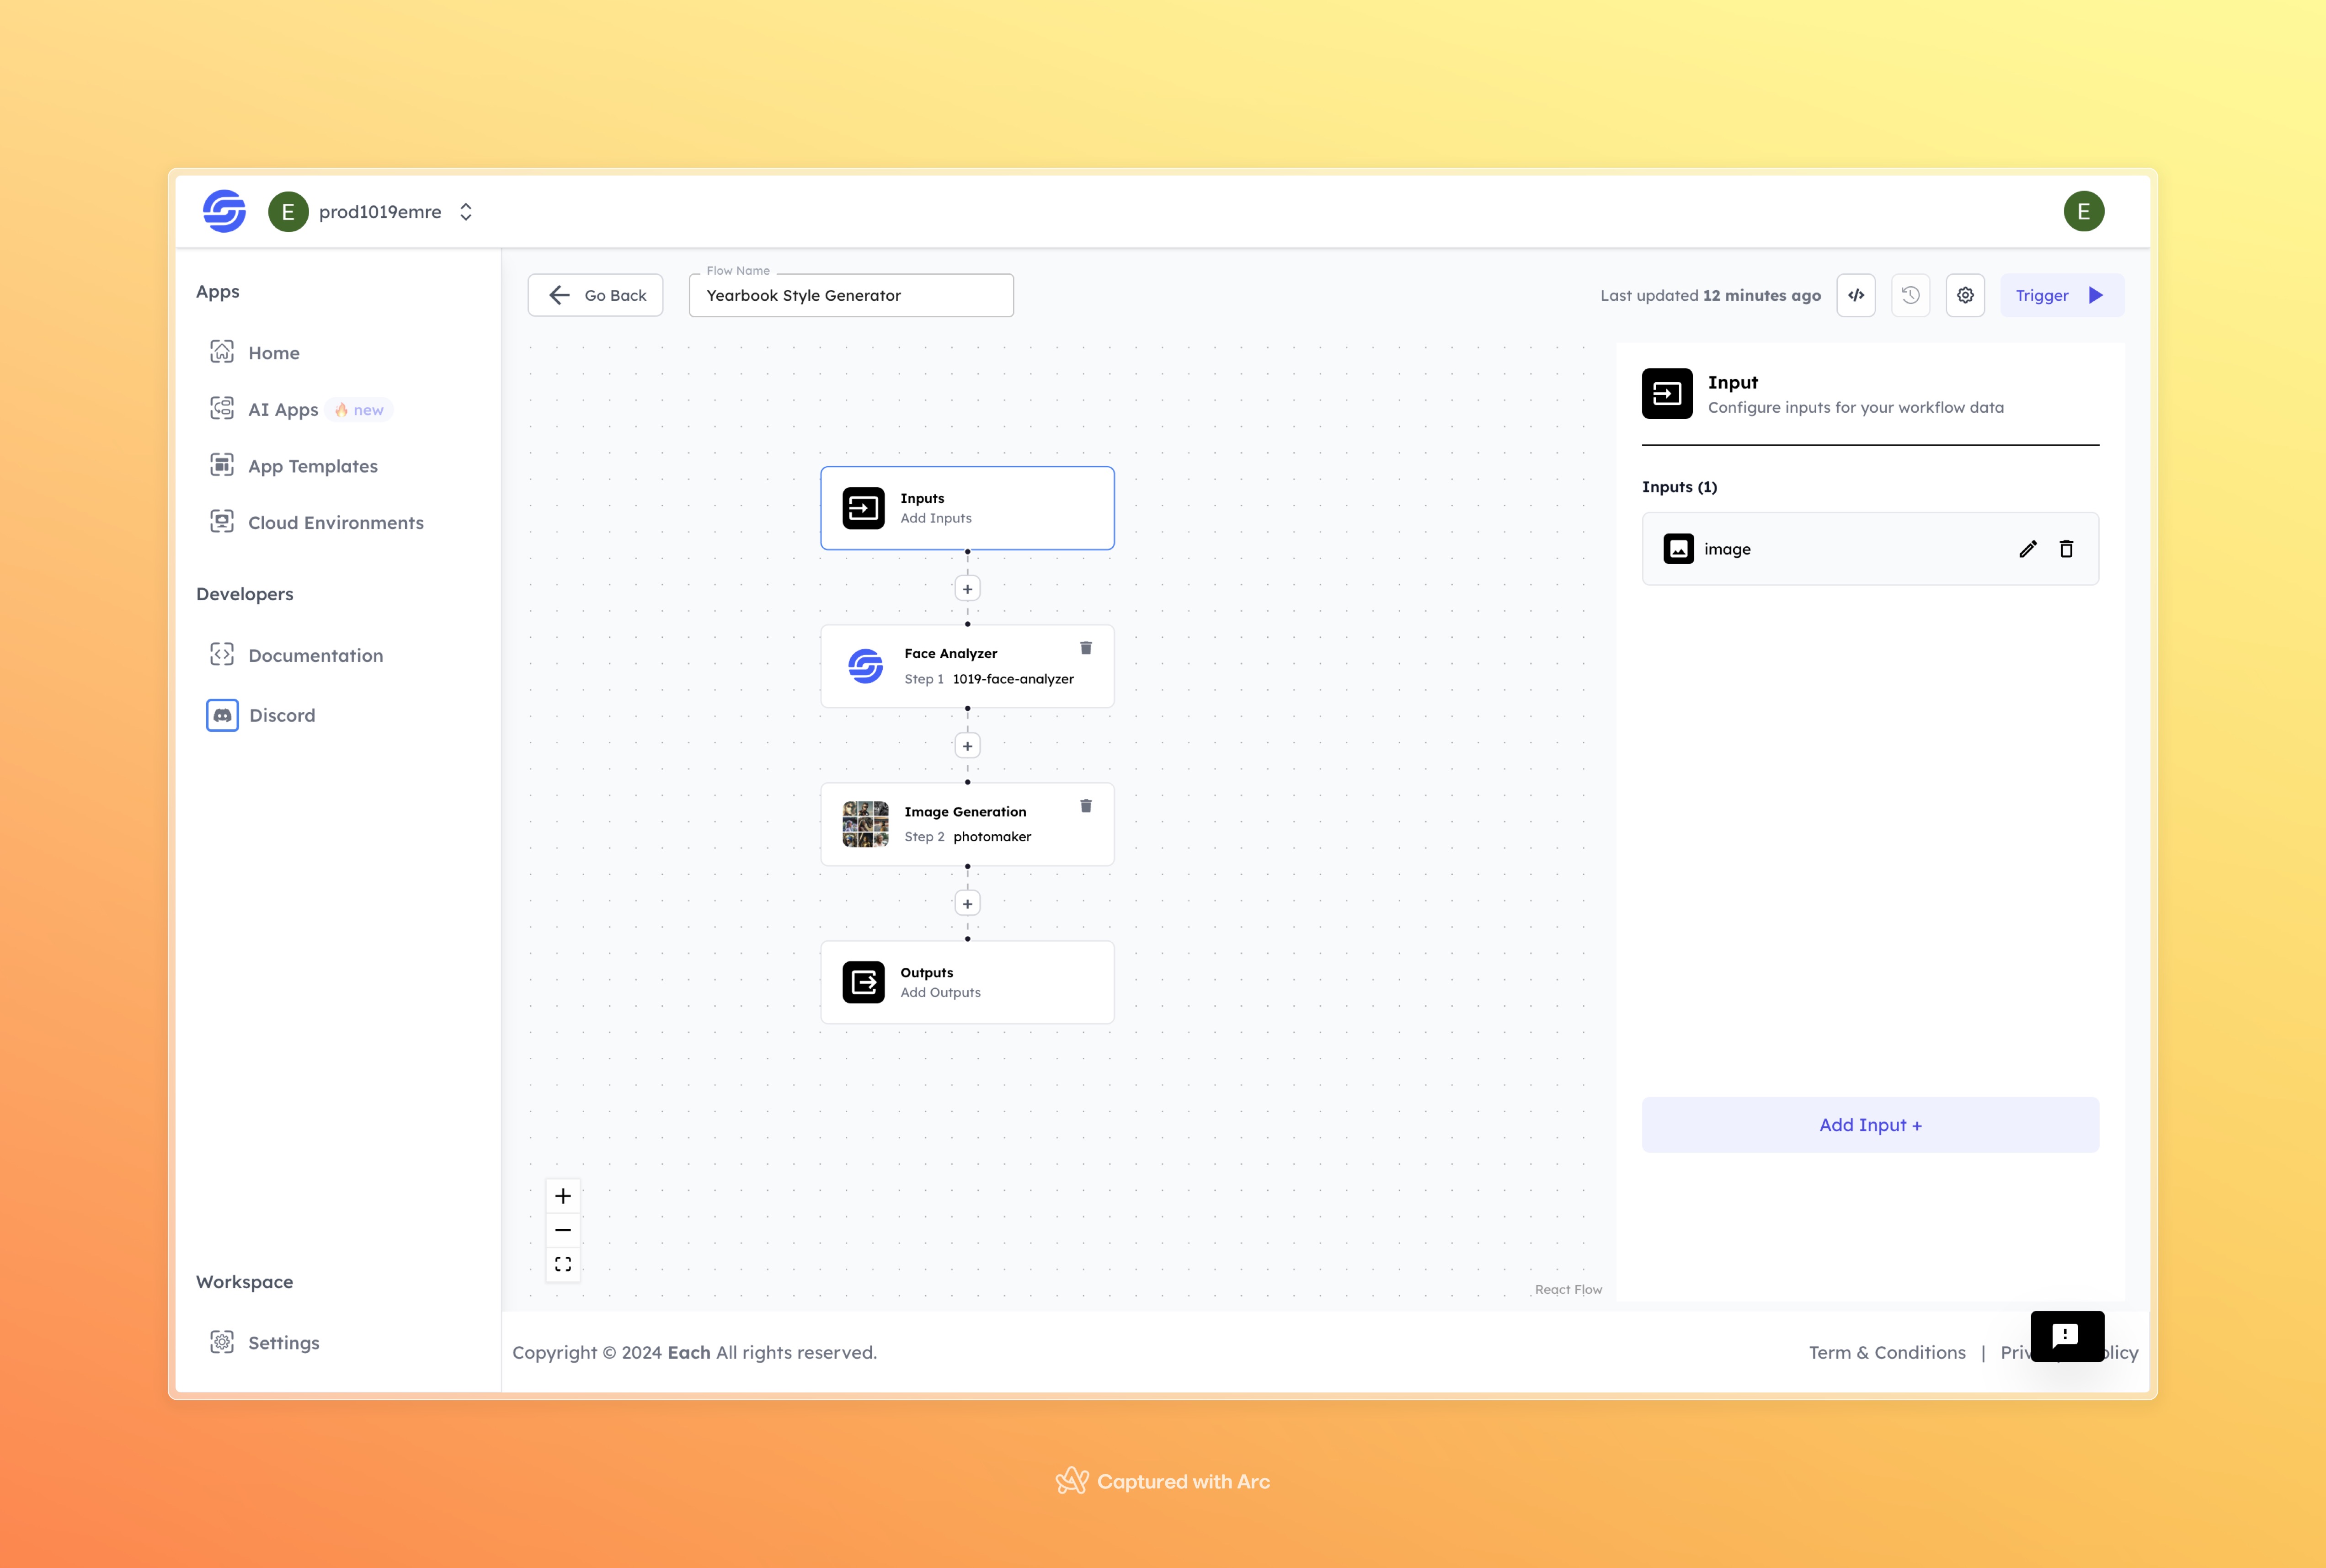 E prod1019emre
E
Apps
Home
AI Apps 🔥 new
App Templates
Cloud Environments
Developers
Documentation
Discord
Workspace
Settings
Go Back
Flow Name
Yearbook Style Generator
Last updated 12 minutes ago
Trigger
Inputs
Add Inputs
Face Analyzer
Step 1 1019-face-analyzer
Image Generation
Step 2 photomaker
Outputs
Add Outputs
React Flow
Input
Configure inputs for your workflow data
Inputs (1)
image
Add Input +
Copyright © 2024 Each All rights reserved.
Term & Conditions |
Captured with Arc